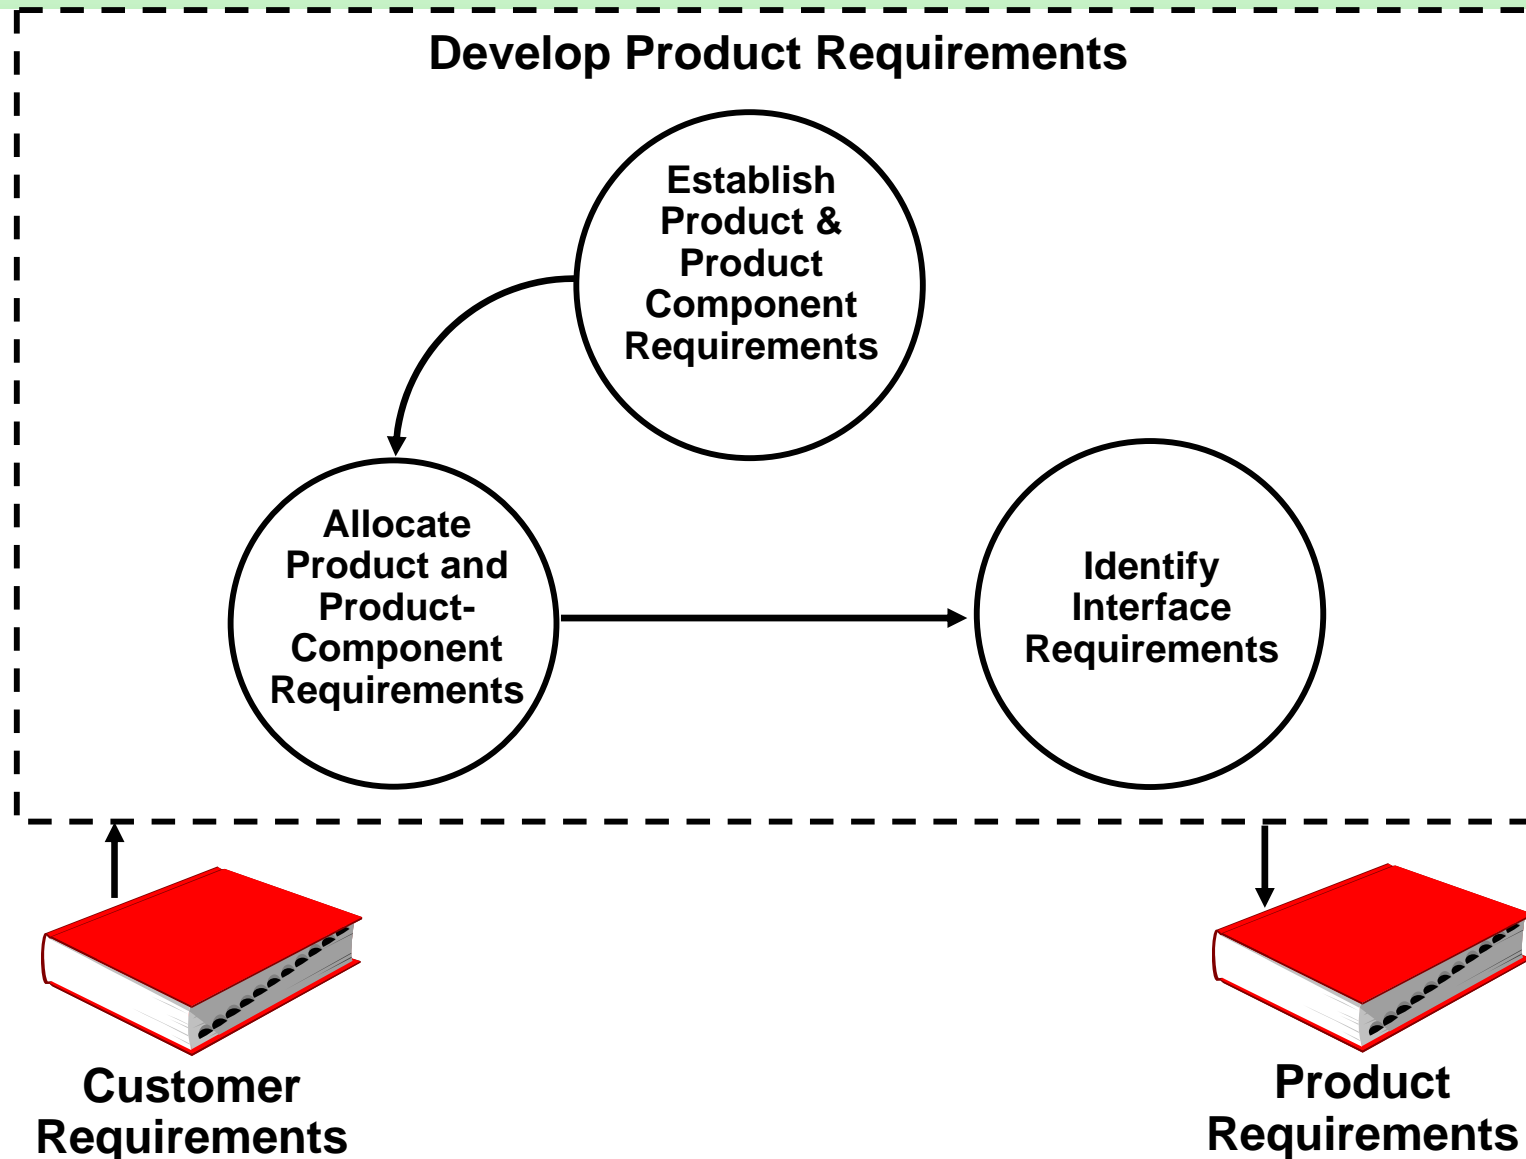 Develop Product Requirements
Establish
Product &
Product
Component
Requirements
Allocate
Product and
Product-
Component
Requirements
Identify
Interface
Requirements
Customer
Requirements
Product
Requirements